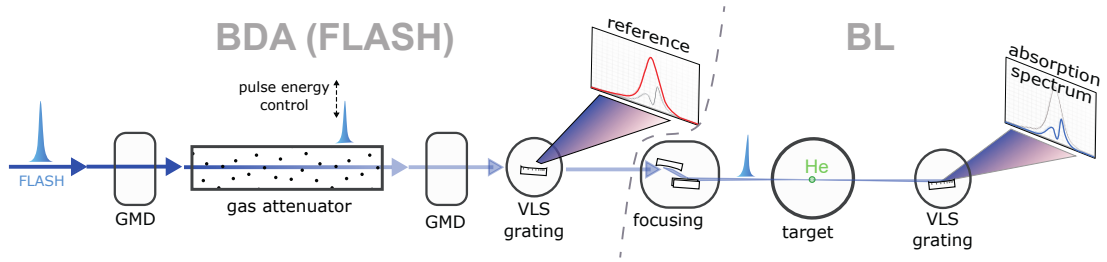 BDA (FLASH)
BL
reference
absorption
spectrum
pulse energy
control
FLASH
GMD
gas attenuator
GMD
VLS
grating
focusing
He
target
VLS
grating